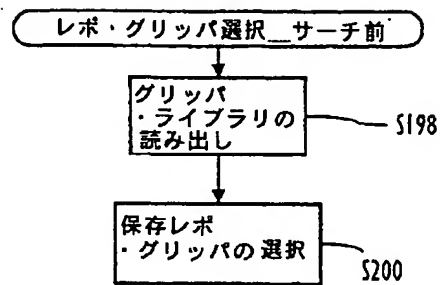 レポ・グリッパ選択__サーチ前
グリッパ
・ライブラリの
読み出し
S198
保存レポ
・グリッパの選択
S200